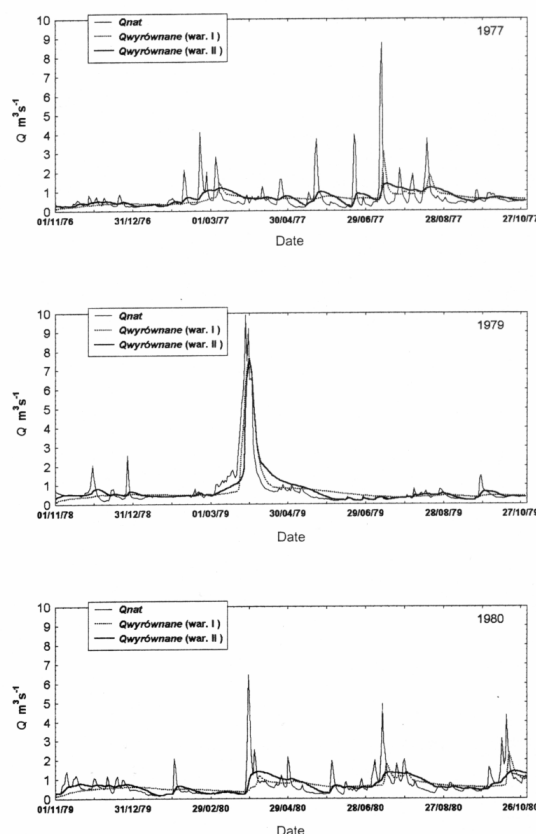 Qnat
Qwyrównane (war. I )
Qwyrównane (war. II )
1977
Q m³s⁻¹
10
9
8
7
6
5
4
3
2
1
0
01/11/76 31/12/76 01/03/77 30/04/77 29/06/77 28/08/77 27/10/77
Date
Qnat
Qwyrównane (war. I )
Qwyrównane (war. II )
1979
Q m³s⁻¹
10
9
8
7
6
5
4
3
2
1
0
01/11/78 31/12/78 01/03/79 30/04/79 29/06/79 28/08/79 27/10/79
Date
Qnat
Qwyrównane (war. I )
Qwyrównane (war. II )
1980
Q m³s⁻¹
10
9
8
7
6
5
4
3
2
1
0
01/11/79 31/12/79 29/02/80 29/04/80 28/06/80 27/08/80 26/10/80
Date